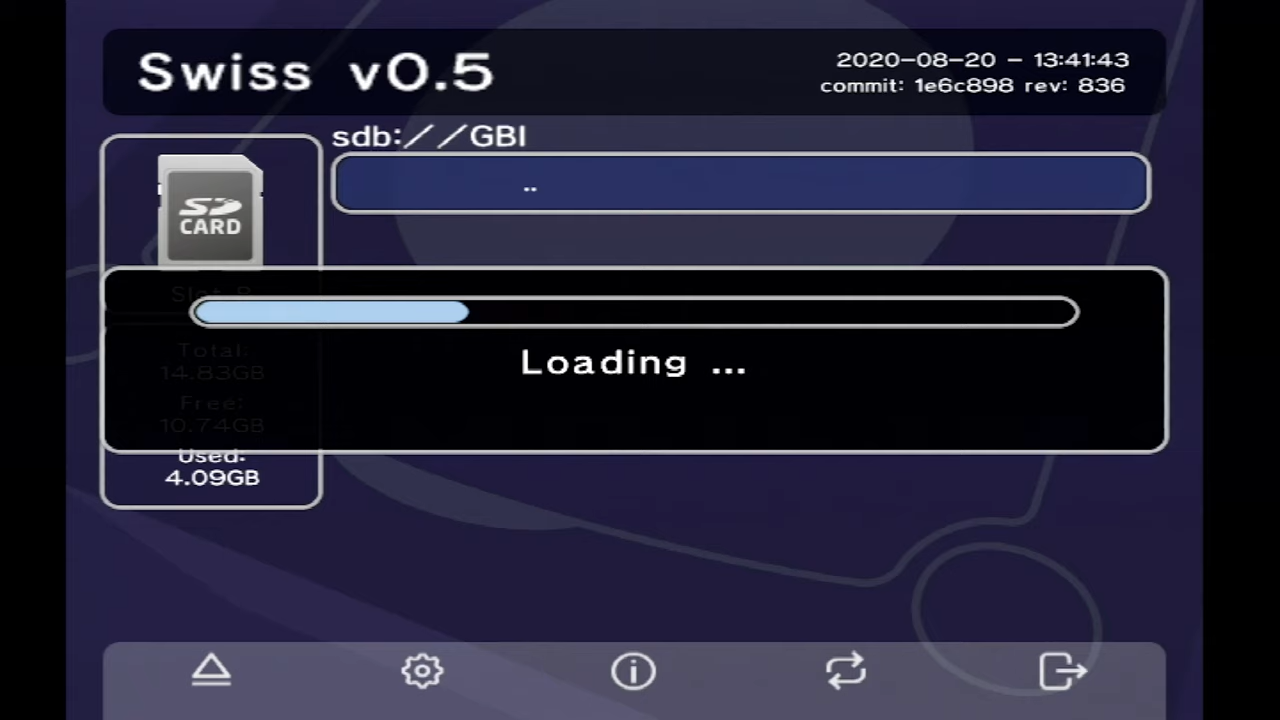 Swiss v0.5
2020-08-20 - 13:41:43
commit: 1e6c898 rev: 836
sdb://GBI
..
SD
CARD
Slot B
Loading ...
Total:
14.83GB
Free:
10.74GB
Used:
4.09GB